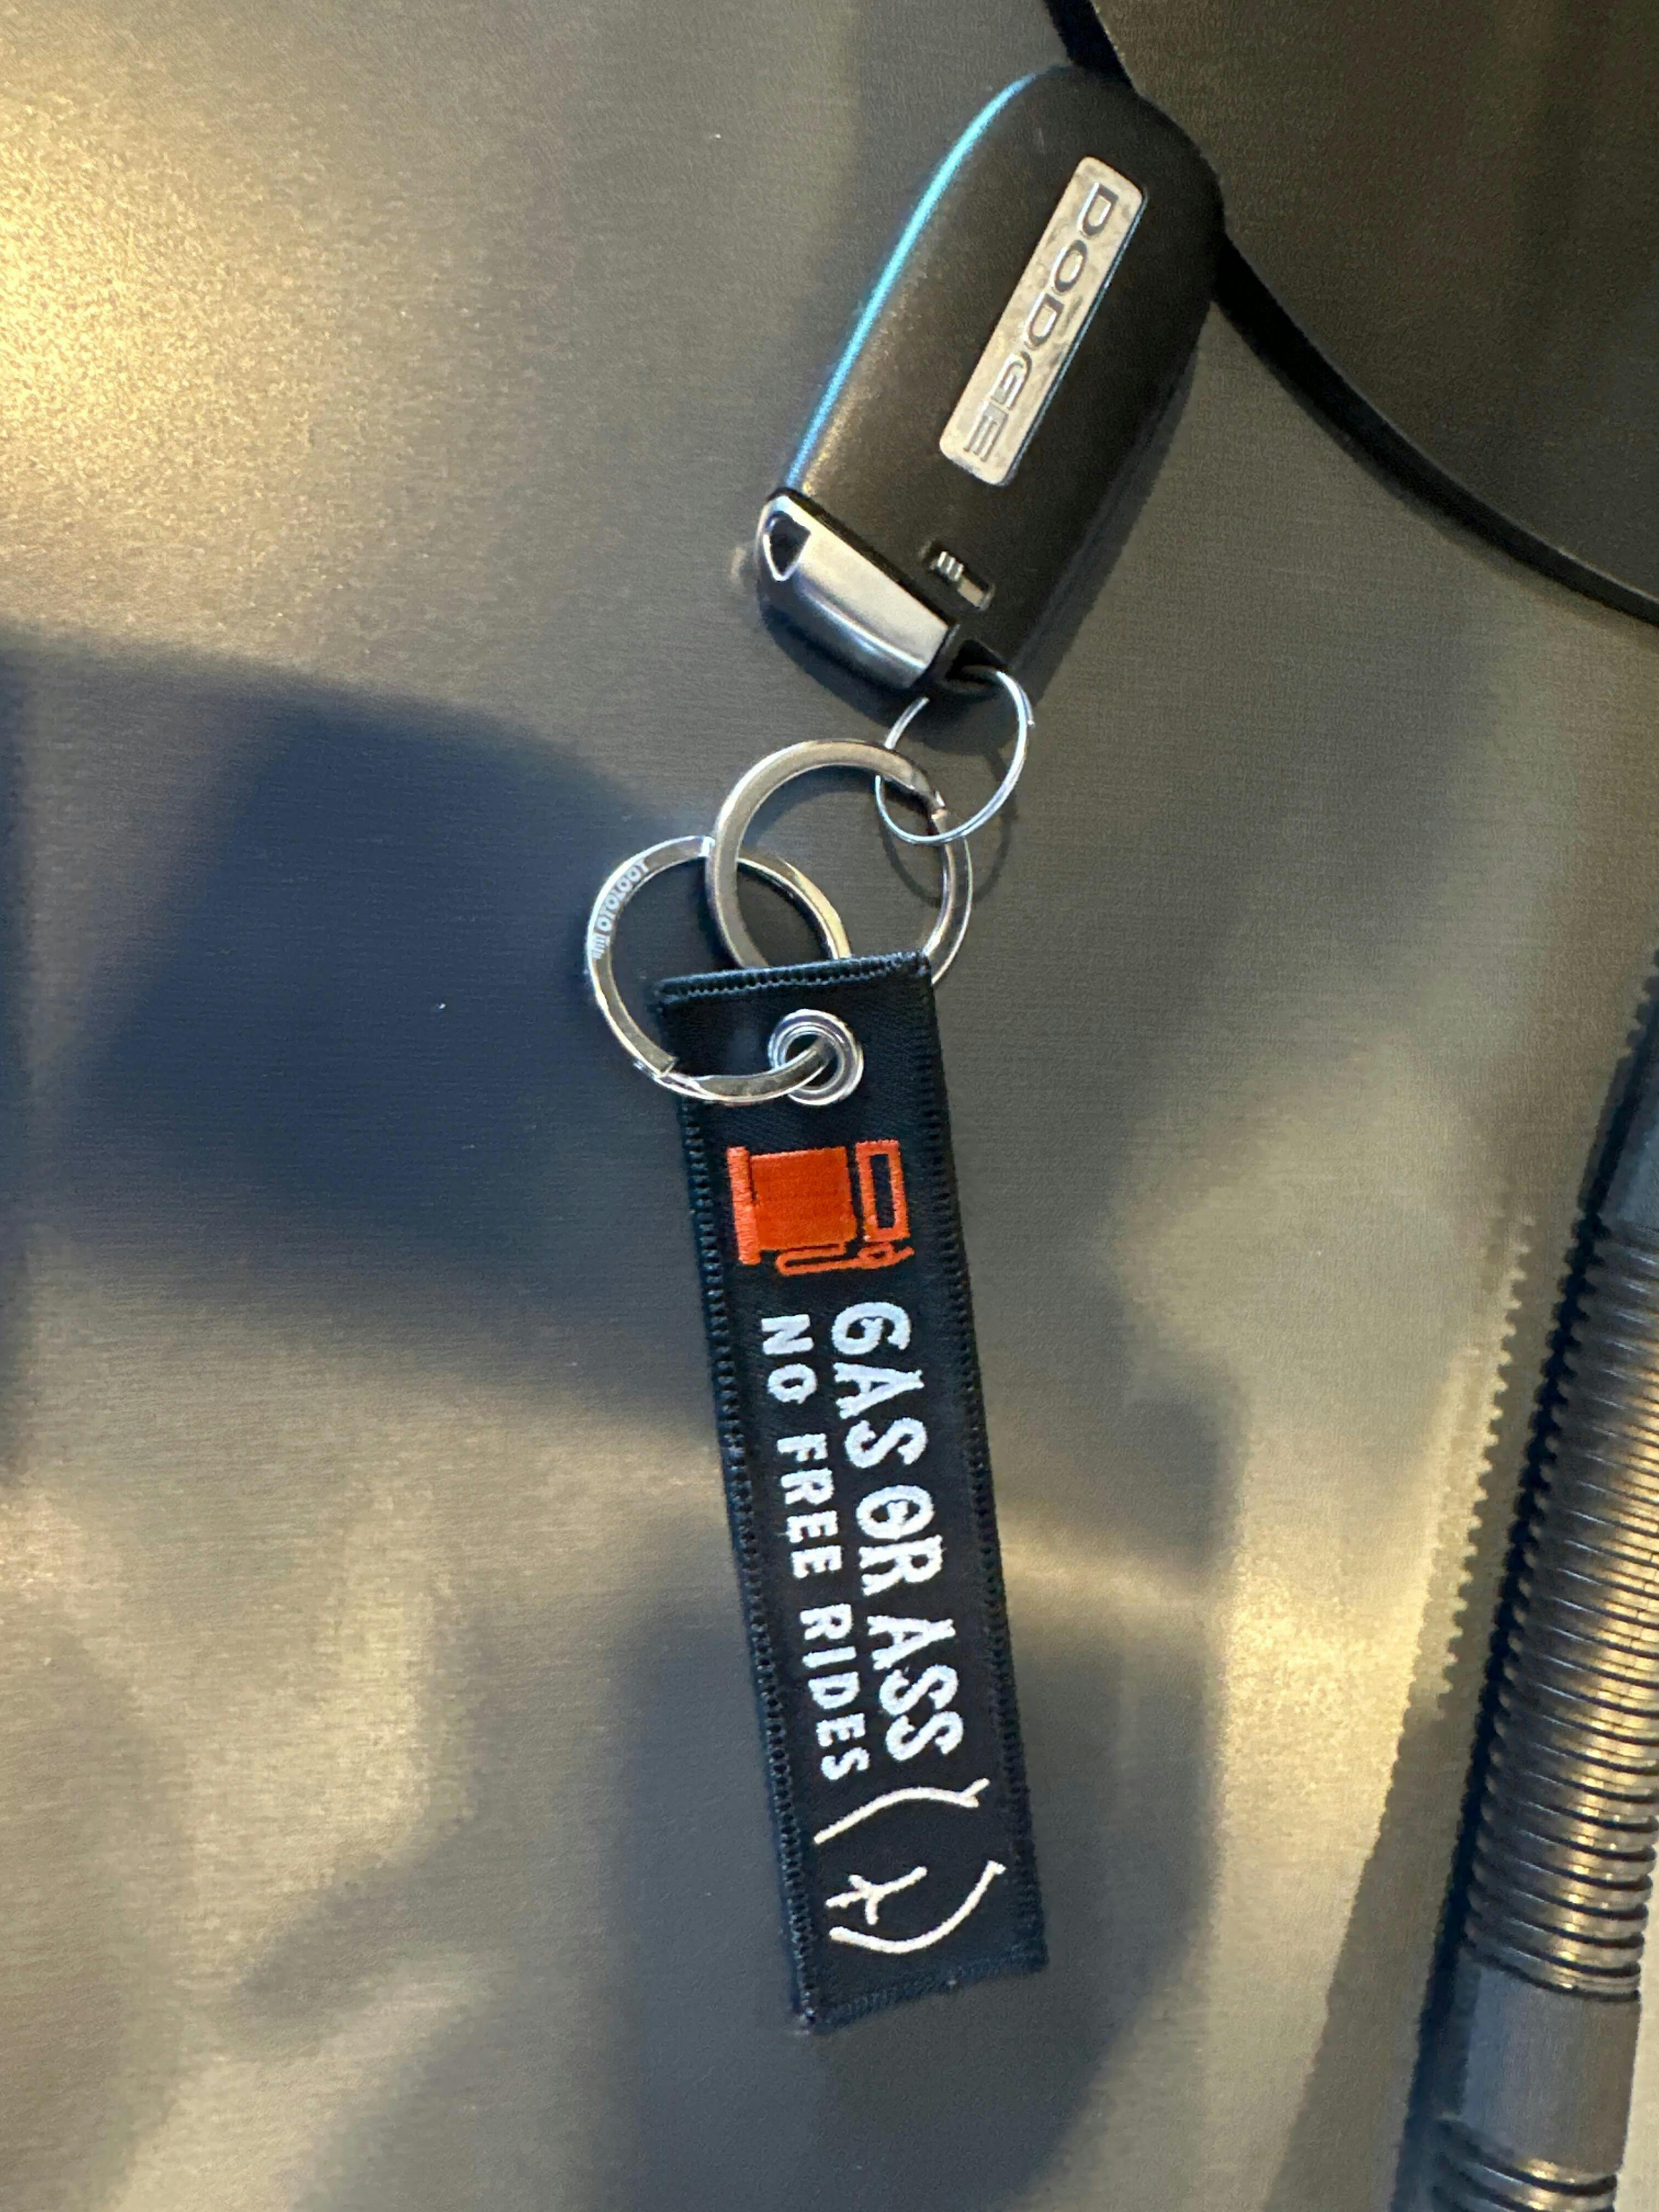 DODGE
GAS OR ASS
NO FREE RIDES